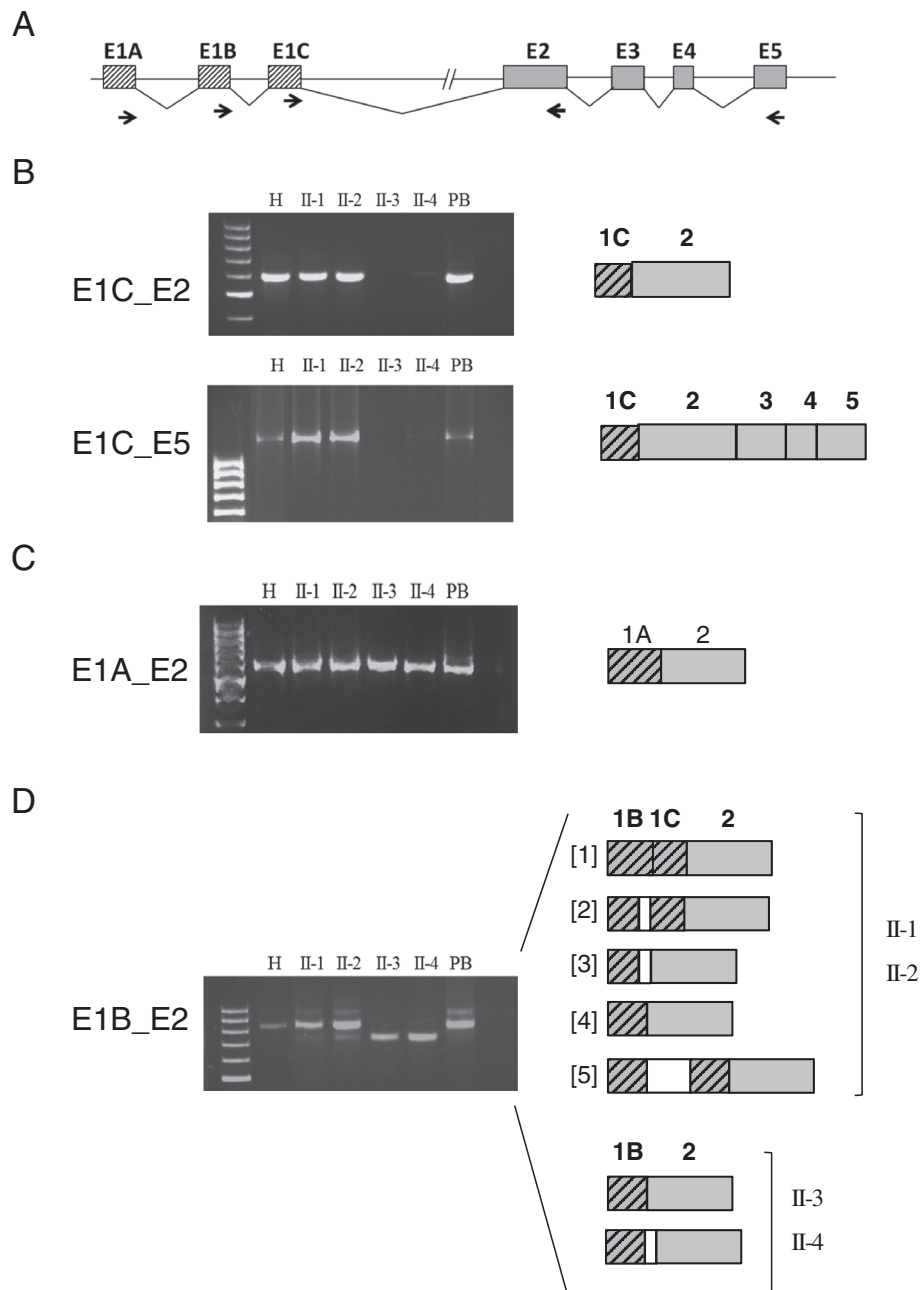 A
E1A E1B E1C E2 E3 E4 E5
B
H II-1 II-2 II-3 II-4 PB
E1C_E2
1C 2
H II-1 II-2 II-3 II-4 PB
E1C_E5
1C 2 3 4 5
C
H II-1 II-2 II-3 II-4 PB
E1A_E2
1A 2
D
H II-1 II-2 II-3 II-4 PB
E1B_E2
1B 1C 2
[1]
[2]
[3]
[4]
[5]
II-1
II-2
1B 2
II-3
II-4